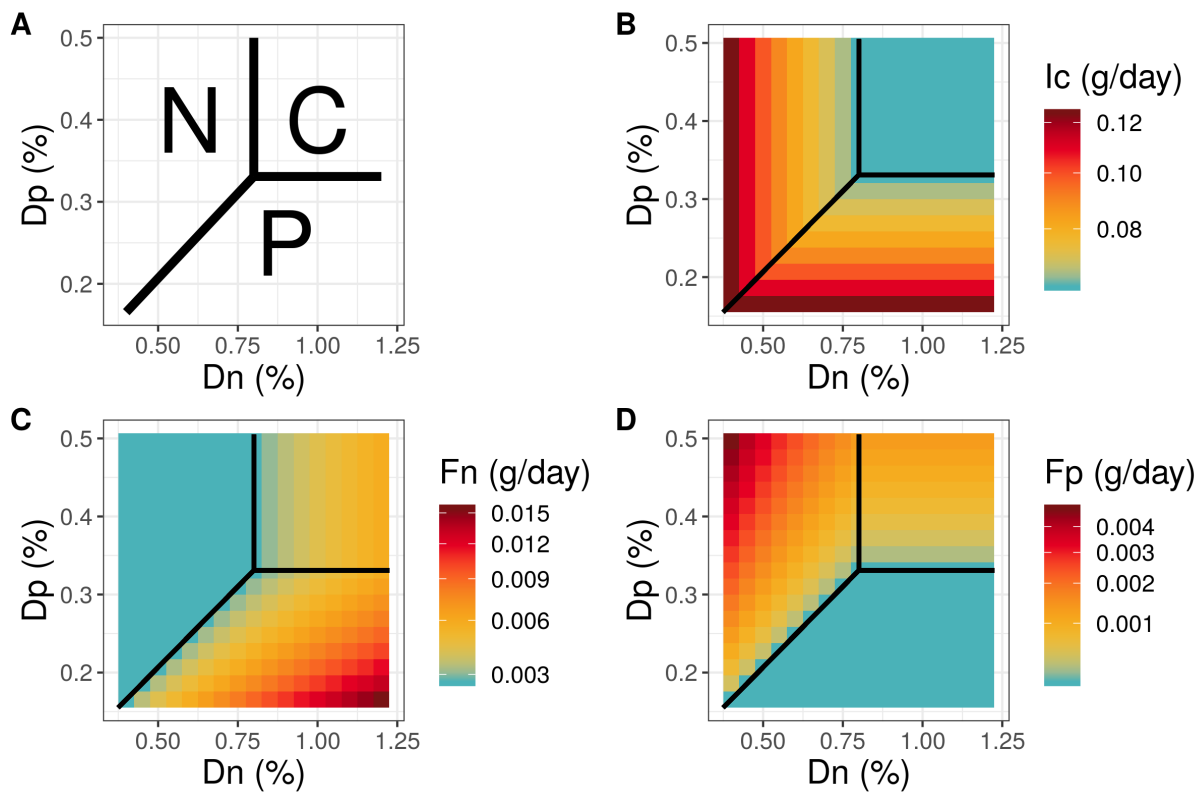 A
0.5
0.4
0.3
0.2
Dp (%)
N
C
P
0.50 0.75 1.00 1.25
Dn (%)
B
0.5
0.4
0.3
0.2
Dp (%)
0.50 0.75 1.00 1.25
Dn (%)
Ic (g/day)
0.12
0.10
0.08
C
0.5
0.4
0.3
0.2
Dp (%)
0.50 0.75 1.00 1.25
Dn (%)
Fn (g/day)
0.015
0.012
0.009
0.006
0.003
D
0.5
0.4
0.3
0.2
Dp (%)
0.50 0.75 1.00 1.25
Dn (%)
Fp (g/day)
0.004
0.003
0.002
0.001